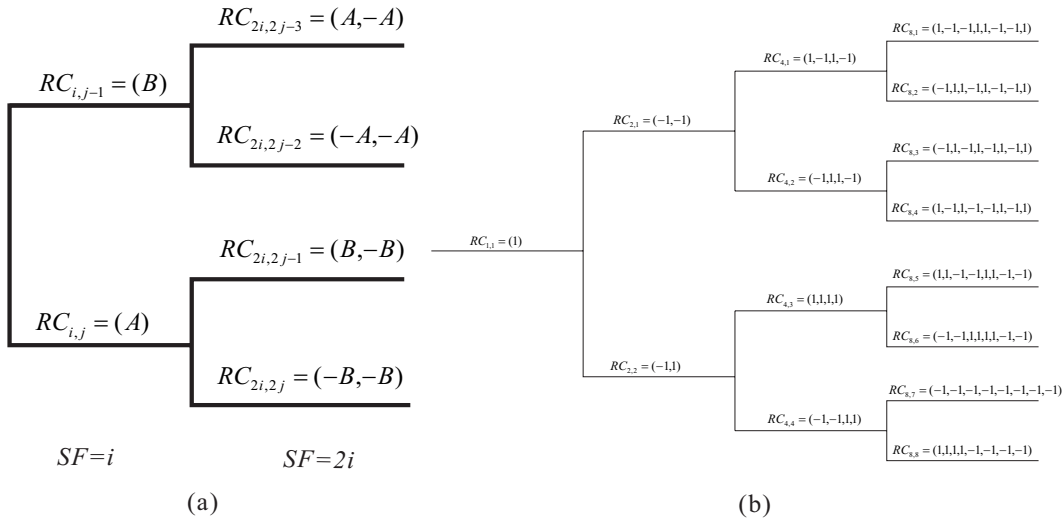 RC_{2i,2j-3} = (A,-A)
RC_{i,j-1} = (B)
RC_{2i,2j-2} = (-A,-A)
RC_{2i,2j-1} = (B,-B)
RC_{i,j} = (A)
RC_{2i,2j} = (-B,-B)
SF=i
SF=2i
(a)
RC_{8,1} = (1,-1,-1,1,1,-1,-1,1)
RC_{4,1} = (1,-1,1,-1)
RC_{8,2} = (-1,1,1,-1,1,-1,-1,1)
RC_{2,1} = (-1,-1)
RC_{8,3} = (-1,1,-1,1,-1,1,-1,1)
RC_{4,2} = (-1,1,1,-1)
RC_{8,4} = (1,-1,1,-1,-1,1,-1,1)
RC_{1,1} = (1)
RC_{8,5} = (1,1,-1,-1,1,1,-1,-1)
RC_{4,3} = (1,1,1,1)
RC_{8,6} = (-1,-1,1,1,1,1,-1,-1)
RC_{2,2} = (-1,1)
RC_{8,7} = (-1,-1,-1,-1,-1,-1,-1,-1)
RC_{4,4} = (-1,-1,1,1)
RC_{8,8} = (1,1,1,1,-1,-1,-1,-1)
(b)